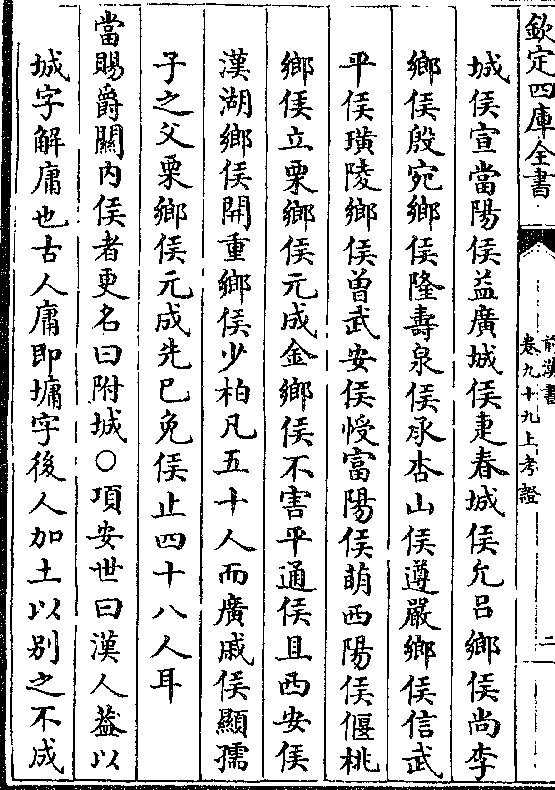 欽定四庫全書
前漢書卷九十九上考證
二
城侯宣當陽侯益廣城侯疌春城侯允呂鄉侯尚李
鄉侯殷宛鄉侯隆壽泉侯承杏山侯遵嚴鄉侯信武
平侯璜陵鄉侯曾武安侯𢠢富陽侯萌西陽侯偃桃
鄉侯立栗鄉侯元成金鄉侯不害平通侯且西安侯
漢湖鄉侯開重鄉侯少柏凡五十人而廣戚侯顯孺
子之父栗鄉侯元成先已免侯止四十八人耳
當賜爵關內侯者更名曰附城○項安世曰漢人葢以
城字解庸也古人庸即墉字後人加土以別之不成